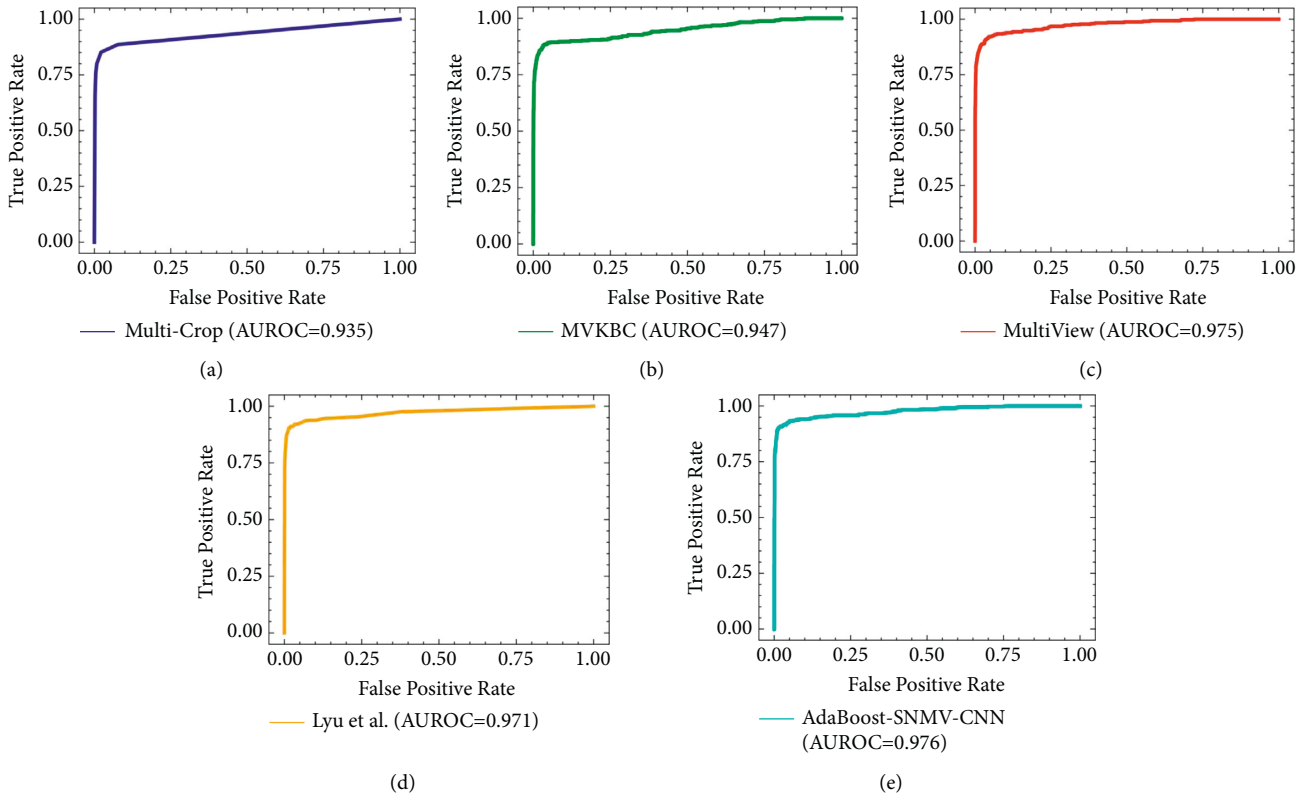 1.00
0.75
0.50
0.25
0.00
True Positive Rate
0.00 0.25 0.50 0.75 1.00
False Positive Rate
Multi-Crop (AUROC=0.935)
(a)
1.00
0.75
0.50
0.25
0.00
True Positive Rate
0.00 0.25 0.50 0.75 1.00
False Positive Rate
MVKBC (AUROC=0.947)
(b)
1.00
0.75
0.50
0.25
0.00
True Positive Rate
0.00 0.25 0.50 0.75 1.00
False Positive Rate
MultiView (AUROC=0.975)
(c)
1.00
0.75
0.50
0.25
0.00
True Positive Rate
0.00 0.25 0.50 0.75 1.00
False Positive Rate
Lyu et al. (AUROC=0.971)
(d)
1.00
0.75
0.50
0.25
0.00
True Positive Rate
0.00 0.25 0.50 0.75 1.00
False Positive Rate
AdaBoost-SNMV-CNN
(AUROC=0.976)
(e)